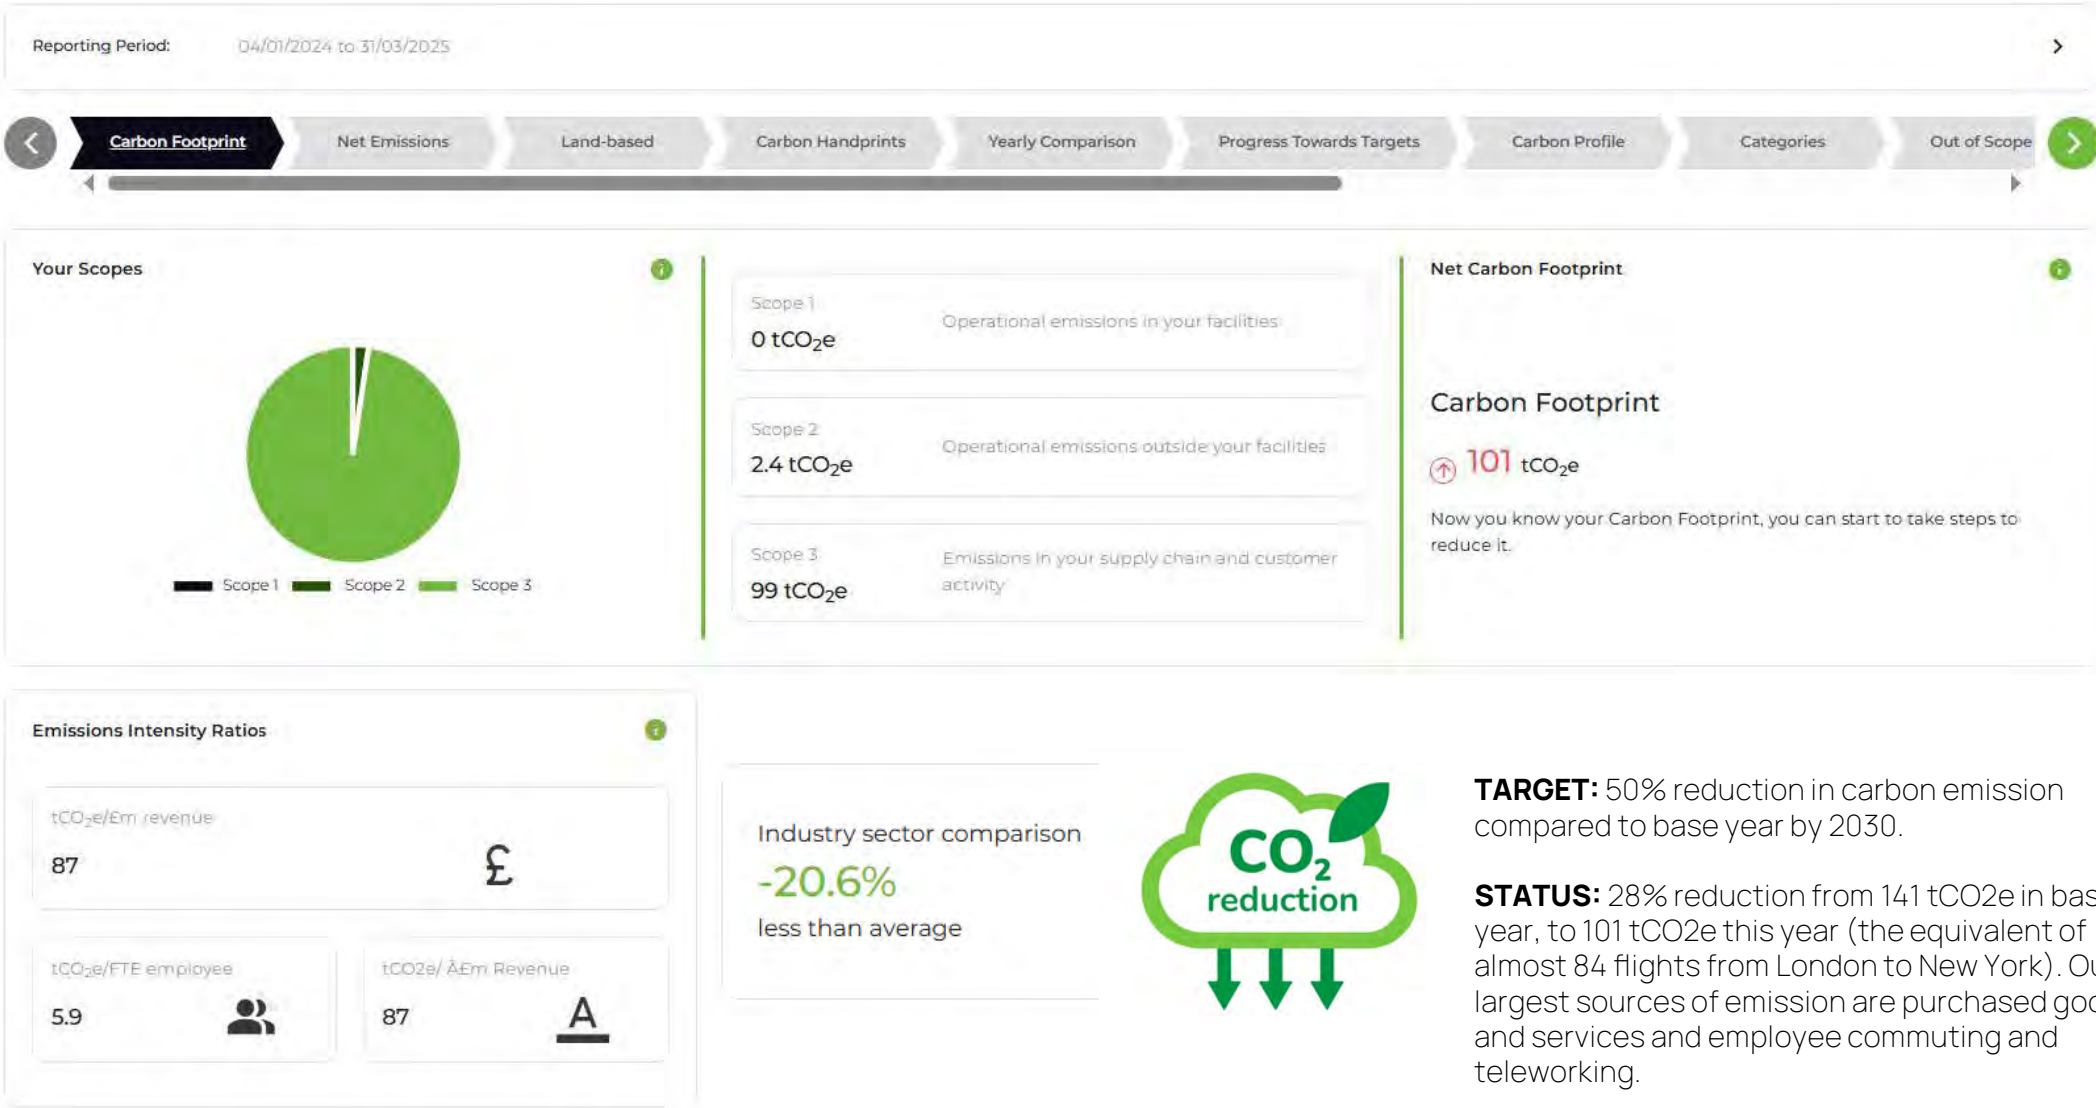 Reporting Period: 04/01/2024 to 31/03/2025
Carbon Footprint
Net Emissions
Land-based
Carbon Handprints
Yearly Comparison
Progress Towards Targets
Carbon Profile
Categories
Out of Scope
Your Scopes
Scope 1 Scope 2 Scope 3
Scope 1
0 tCO₂e
Operational emissions in your facilities
Scope 2
2.4 tCO₂e
Operational emissions outside your facilities
Scope 3
99 tCO₂e
Emissions in your supply chain and customer
activity
Net Carbon Footprint
Carbon Footprint
101 tCO₂e
Now you know your Carbon Footprint, you can start to take steps to
reduce it.
Emissions Intensity Ratios
tCO₂e/£m revenue
87
£
tCO₂e/FTE employee
5.9
tCO2e/ Â£m Revenue
87
A
Industry sector comparison
-20.6%
less than average
CO₂
reduction
TARGET: 50% reduction in carbon emission
compared to base year by 2030.
STATUS: 28% reduction from 141 tCO2e in
year, to 101 tCO2e this year (the equivalent of
almost 84 flights from London to New York).
largest sources of emission are purchased
and services and employee commuting and
teleworking.